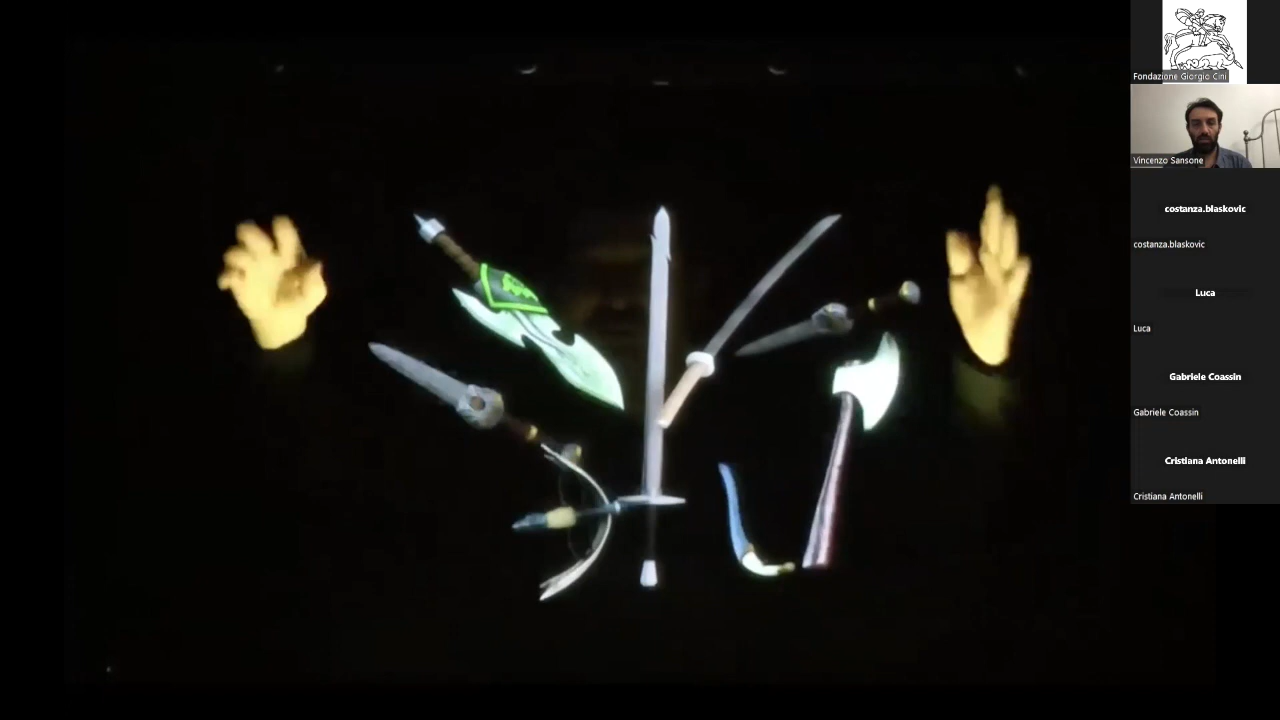 Fondazione Giorgio Cini
Vincenzo Sansone
costanza.blaskovic
costanza.blaskovic
Luca
Luca
Gabriele Coassin
Gabriele Coassin
Cristiana Antonelli
Cristiana Antonelli